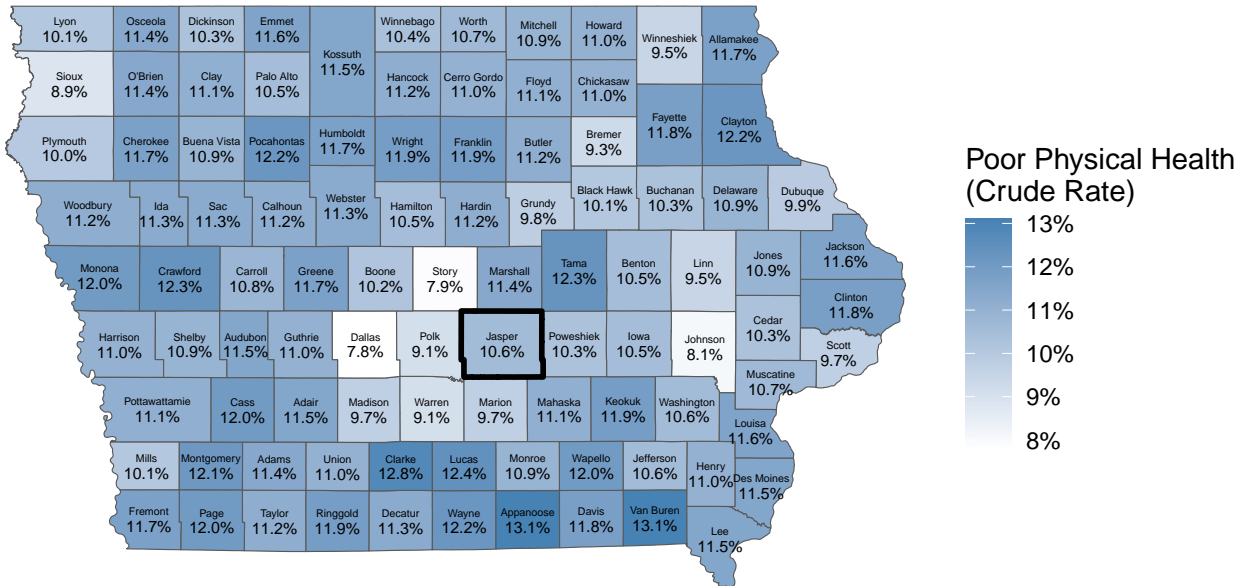 Lyon
10.1%
Osceola
11.4%
Dickinson
10.3%
Emmet
11.6%
Kossuth
11.5%
Winnebago
10.4%
Worth
10.7%
Mitchell
10.9%
Howard
11.0%
Winneshiek
9.5%
Allamakee
11.7%
Sioux
8.9%
O'Brien
11.4%
Clay
11.1%
Palo Alto
10.5%
Hancock
11.2%
Cerro Gordo
11.0%
Floyd
11.1%
Chickasaw
11.0%
Fayette
11.8%
Clayton
12.2%
Plymouth
10.0%
Cherokee
11.7%
Buena Vista
10.9%
Pocahontas
12.2%
Humboldt
11.7%
Wright
11.9%
Franklin
11.9%
Butler
11.2%
Bremer
9.3%
Woodbury
11.2%
Ida
11.3%
Sac
11.3%
Calhoun
11.2%
Webster
11.3%
Hamilton
10.5%
Hardin
11.2%
Grundy
9.8%
Black Hawk
10.1%
Buchanan
10.3%
Delaware
10.9%
Dubuque
9.9%
Monona
12.0%
Crawford
12.3%
Carroll
10.8%
Greene
11.7%
Boone
10.2%
Story
7.9%
Marshall
11.4%
Tama
12.3%
Benton
10.5%
Linn
9.5%
Jones
10.9%
Jackson
11.6%
Clinton
11.8%
Harrison
11.0%
Shelby
10.9%
Audubon
11.5%
Guthrie
11.0%
Dallas
7.8%
Polk
9.1%
Jasper
10.6%
Poweshiek
10.3%
Iowa
10.5%
Johnson
8.1%
Cedar
10.3%
Scott
9.7%
Muscatine
10.7%
Pottawattamie
11.1%
Cass
12.0%
Adair
11.5%
Madison
9.7%
Warren
9.1%
Marion
9.7%
Mahaska
11.1%
Keokuk
11.9%
Washington
10.6%
Louisa
11.6%
Mills
10.1%
Montgomery
12.1%
Adams
11.4%
Union
11.0%
Clarke
12.8%
Lucas
12.4%
Monroe
10.9%
Wapello
12.0%
Jefferson
10.6%
Henry
11.0%
Des Moines
11.5%
Fremont
11.7%
Page
12.0%
Taylor
11.2%
Ringgold
11.9%
Decatur
11.3%
Wayne
12.2%
Appanoose
13.1%
Davis
11.8%
Van Buren
13.1%
Lee
11.5%
Poor Physical Health
(Crude Rate)
13%
12%
11%
10%
9%
8%